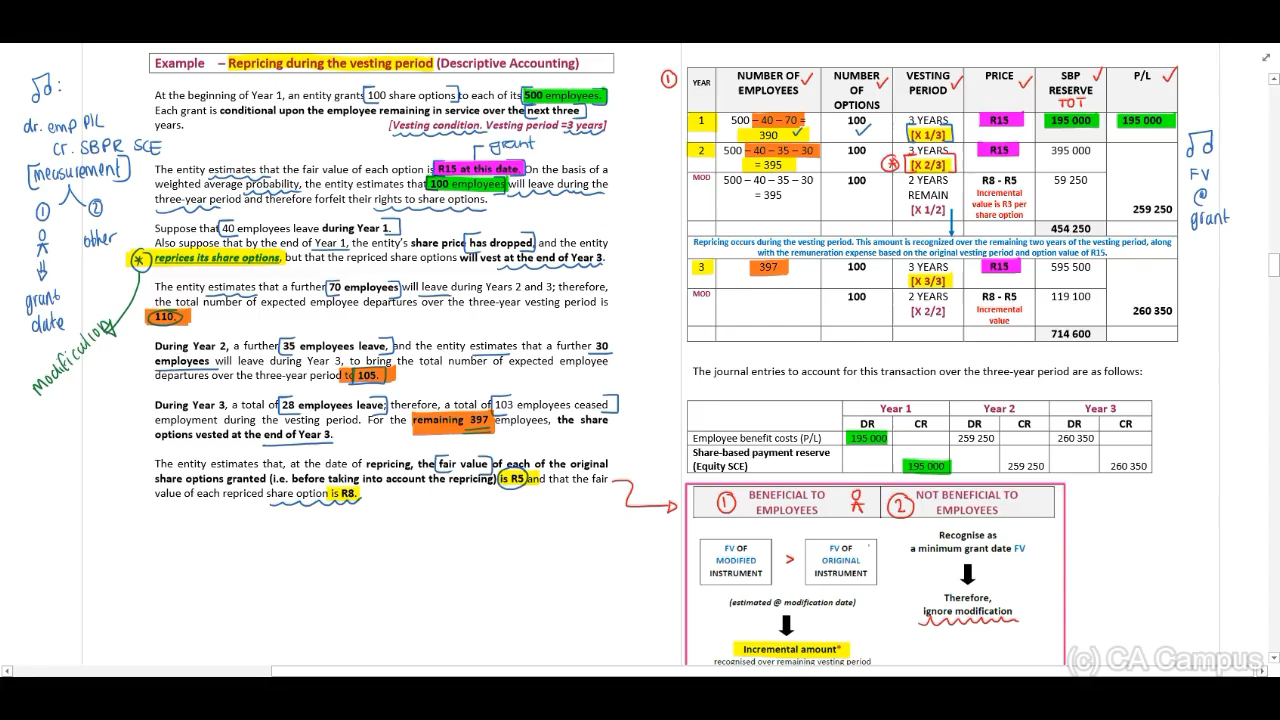 Example – Repricing during the vesting period (Descriptive Accounting)
At the beginning of Year 1, an entity grants 100 share options to each of its 500 employees.
Each grant is conditional upon the employee remaining in service over the next three
years.
[Vesting condition. Vesting period =3 years]
grant
The entity estimates that the fair value of each option is R15 at this date. On the basis of a
weighted average probability, the entity estimates that 100 employees will leave during the
three-year period and therefore forfeit their rights to share options.
Suppose that 40 employees leave during Year 1.
Also suppose that by the end of Year 1, the entity's share price has dropped, and the entity
reprices its share options, but that the repriced share options will vest at the end of Year 3.
The entity estimates that a further 70 employees will leave during Years 2 and 3; therefore,
the total number of expected employee departures over the three-year vesting period is
110.
During Year 2, a further 35 employees leave, and the entity estimates that a further 30
employees will leave during Year 3, to bring the total number of expected employee
departures over the three-year period to 105.
During Year 3, a total of 28 employees leave; therefore, a total of 103 employees ceased
employment during the vesting period. For the remaining 397 employees, the share
options vested at the end of Year 3.
The entity estimates that, at the date of repricing, the fair value of each of the original
share options granted (i.e. before taking into account the repricing) is R5 and that the fair
value of each repriced share option is R8.
dr. emp P/L
cr. SBPR SCE
[measurement]
① ②
other
grant
date
*
modification
①
YEAR NUMBER OF EMPLOYEES NUMBER OF OPTIONS VESTING PERIOD PRICE SBP RESERVE P/L
TOT
1 500 – 40 – 70 = 100 3 YEARS R15 195 000 195 000
390 [X 1/3]
2 500 – 40 – 35 – 30 100 3 YEARS R15 395 000
= 395 * [X 2/3]
MOD 500 – 40 – 35 – 30 100 2 YEARS R8 - R5 59 250
= 395 REMAIN Incremental
[X 1/2] value is R3 per 259 250
share option
454 250
Repricing occurs during the vesting period. This amount is recognized over the remaining two years of the vesting period, along
with the remuneration expense based on the original vesting period and option value of R15.
3 397 100 3 YEARS R15 595 500
[X 3/3]
MOD 100 2 YEARS R8 - R5 119 100
[X 2/2] Incremental 260 350
value
714 600
FV
@
grant
The journal entries to account for this transaction over the three-year period are as follows:
Year 1 Year 2 Year 3
DR CR DR CR DR CR
Employee benefit costs (P/L) 195 000 259 250 260 350
Share-based payment reserve
(Equity SCE) 195 000 259 250 260 350
① BENEFICIAL TO EMPLOYEES
② NOT BENEFICIAL TO EMPLOYEES
FV OF MODIFIED INSTRUMENT > FV OF ORIGINAL INSTRUMENT
(estimated @ modification date)
Incremental amount*
recognised over remaining vesting period
Recognise as
a minimum grant date FV
Therefore,
ignore modification
(c) CA Campus